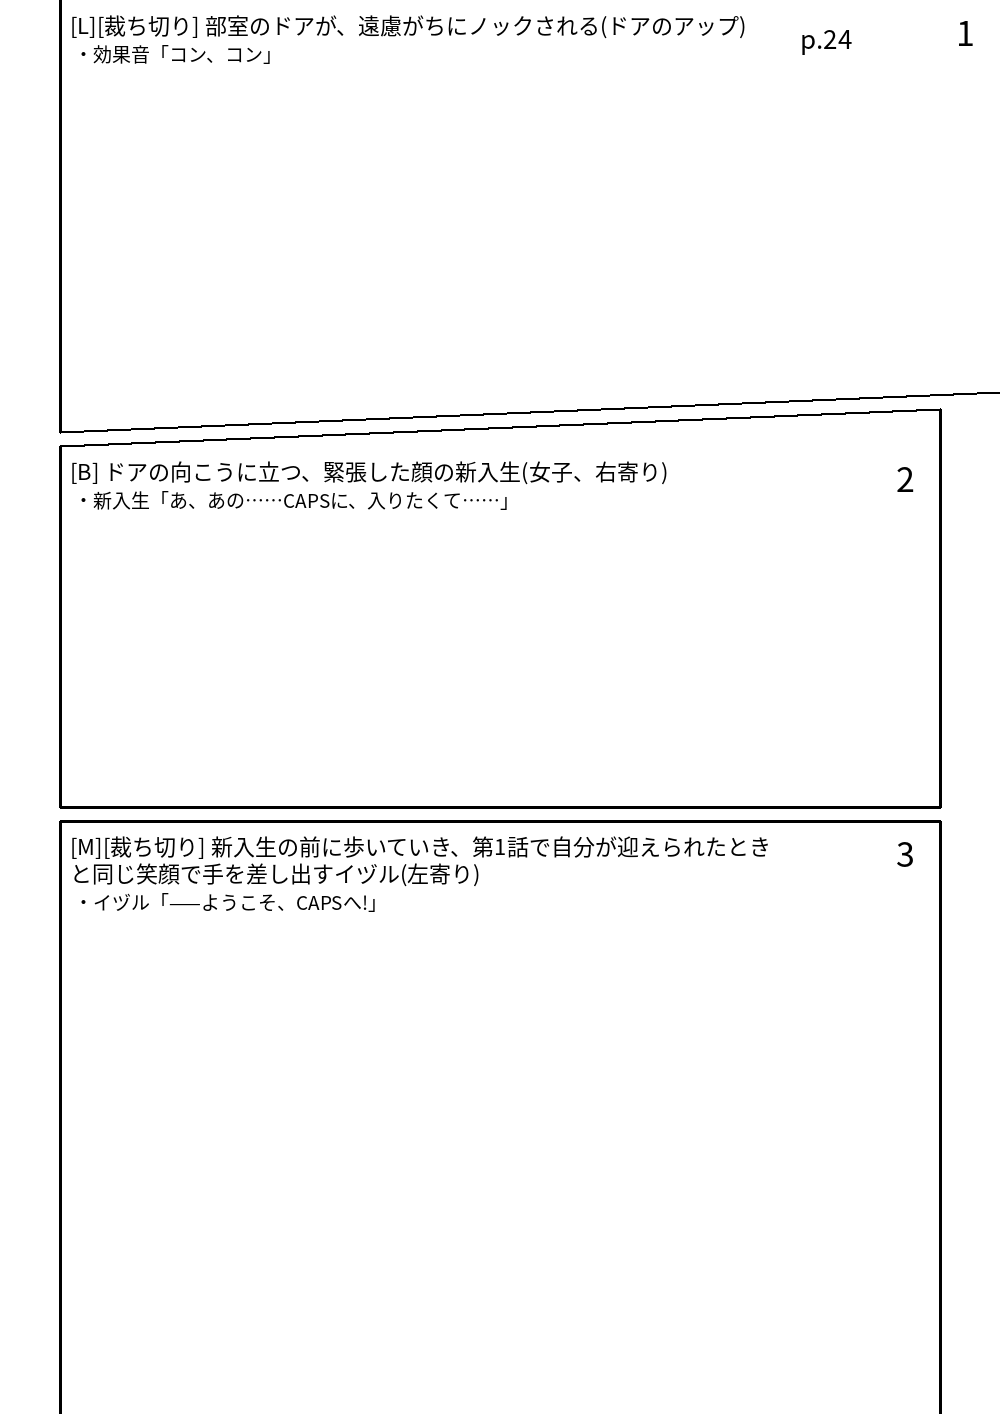 [L][裁ち切り] 部室のドアが、遠慮がちにノックされる(ドアのアップ)
・効果音「コン、コン」
p.24
1
[B] ドアの向こうに立つ、緊張した顔の新入生(女子、右寄り)
・新入生「あ、あの……CAPSに、入りたくて……」
2
[M][裁ち切り] 新入生の前に歩いていき、第1話で自分が迎えられたとき
と同じ笑顔で手を差し出すイヅル(左寄り)
・イヅル「——ようこそ、CAPSへ!」
3